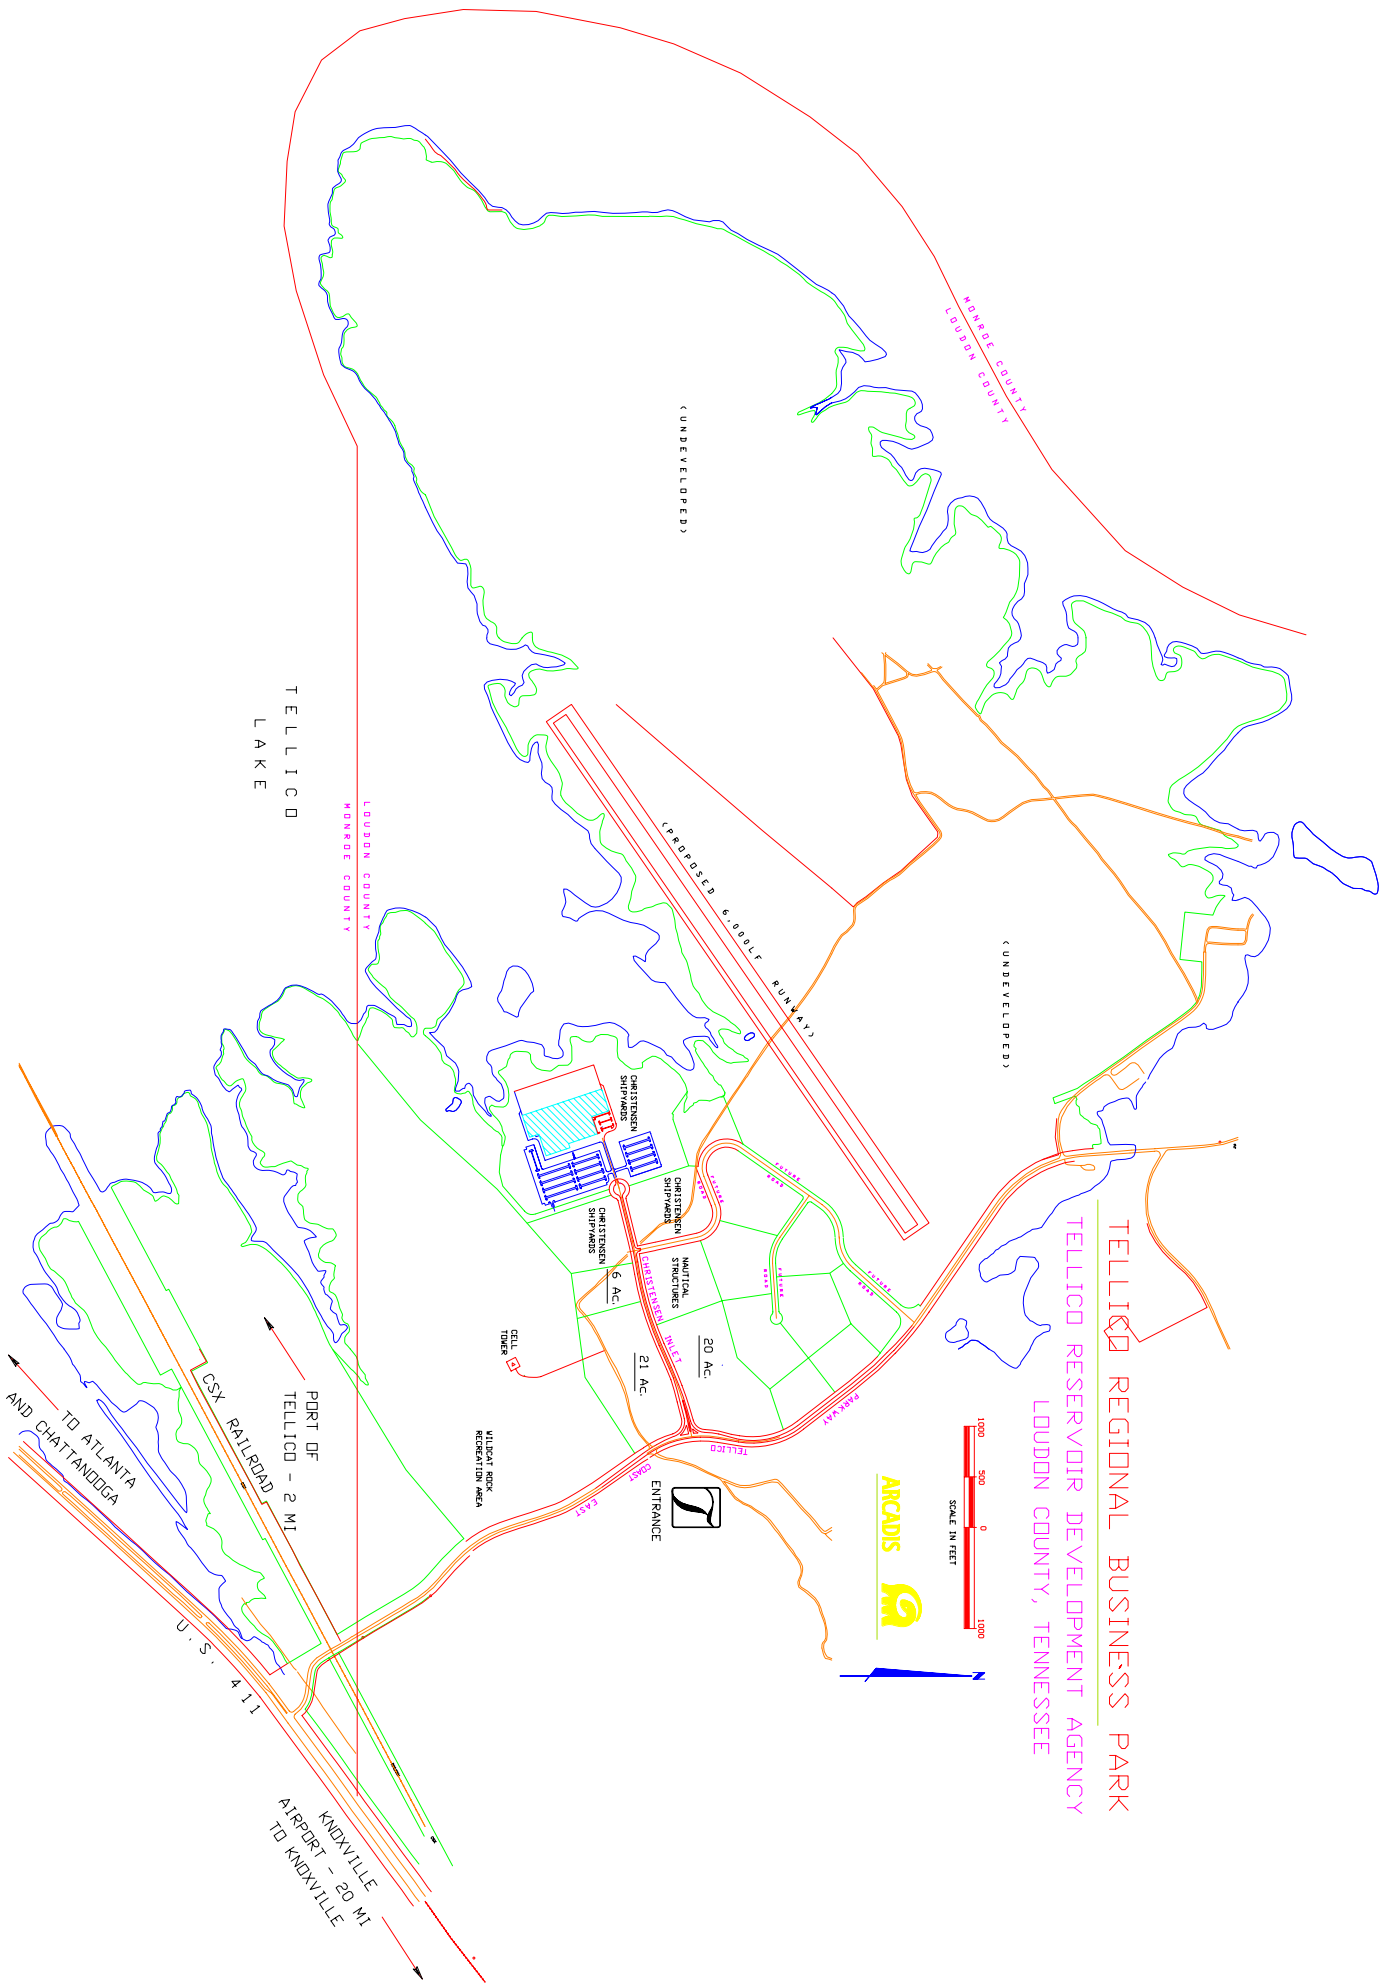 TELLICO REGIONAL BUSINESS PARK
TELLICO RESERVOIR DEVELOPMENT AGENCY
LOUDON COUNTY, TENNESSEE
1000 500 0 1000
SCALE IN FEET
ARCADIS
N
MONROE COUNTY
LOUDON COUNTY
(UNDEVELOPED)
(UNDEVELOPED)
(PROPOSED 6,000LF RUNWAY)
TELLICO
LAKE
LOUDON COUNTY
MONROE COUNTY
CHRISTENSEN
SHIPYARDS
CHRISTENSEN
SHIPYARDS
CHRISTENSEN
SHIPYARDS
NAUTICAL
STRUCTURES
FUTURE
ROAD
FUTURE
ROAD
FUTURE
ROAD
FUTURE
ROAD
6 Ac.
20 Ac.
21 Ac.
CHRISTENSEN INLET
CELL
TOWER
TELLICO PARKWAY
EAST COAST
T
ENTRANCE
WILDCAT ROCK
RECREATION AREA
PORT OF
TELLICO - 2 MI
CSX RAILROAD
TO ATLANTA
AND CHATTANOOGA
U.S. 411
KNOXVILLE
AIRPORT - 20 MI
TO KNOXVILLE